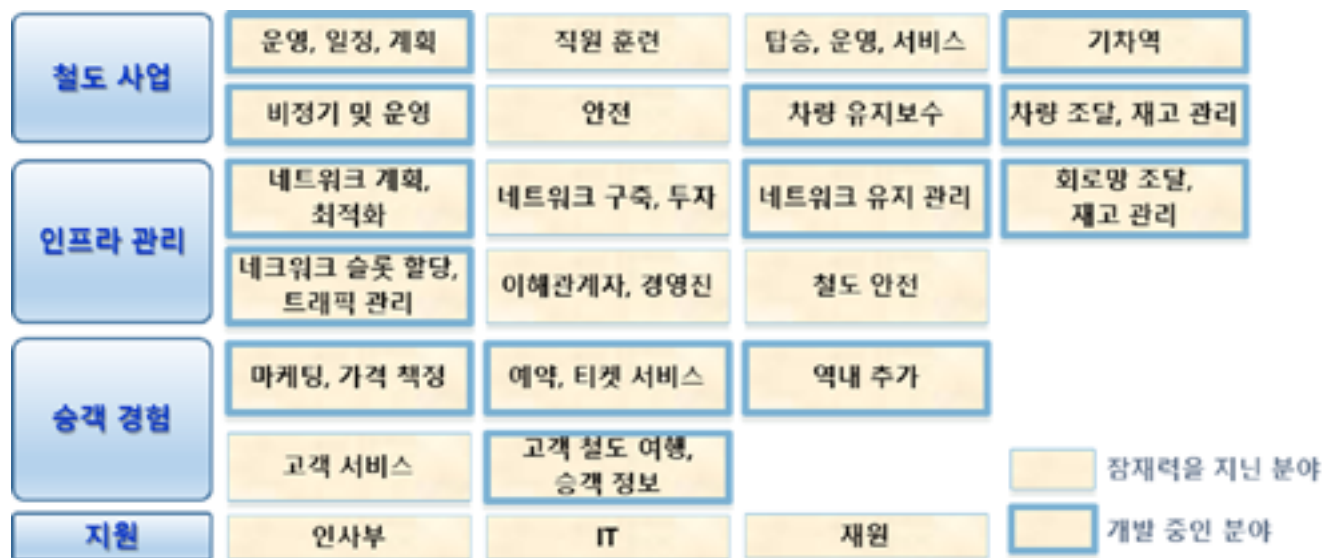 철도 사업
운영, 일정, 계획
직원 훈련
탑승, 운영, 서비스
기차역
비정기 및 운영
안전
차량 유지보수
차량 조달, 재고 관리
인프라 관리
네트워크 계획,
최적화
네트워크 구축, 투자
네트워크 유지 관리
회로망 조달,
재고 관리
네크워크 슬롯 할당,
트래픽 관리
이해관계자, 경영진
철도 안전
승객 경험
마케팅, 가격 책정
예약, 티켓 서비스
역내 추가
고객 서비스
고객 철도 여행,
승객 정보
지원
인사부
IT
재원
잠재력을 지닌 분야
개발 중인 분야